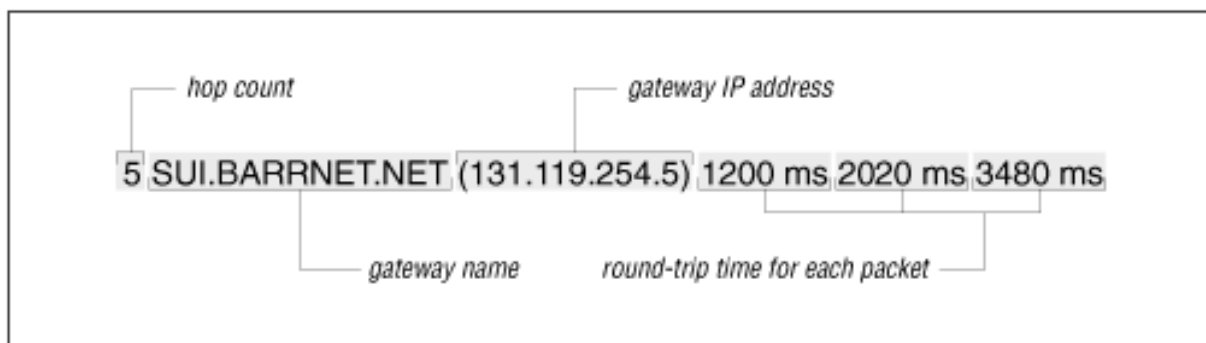 hop count
gateway IP address
5 SUI.BARRNET.NET (131.119.254.5) 1200 ms 2020 ms 3480 ms
gateway name
round-trip time for each packet